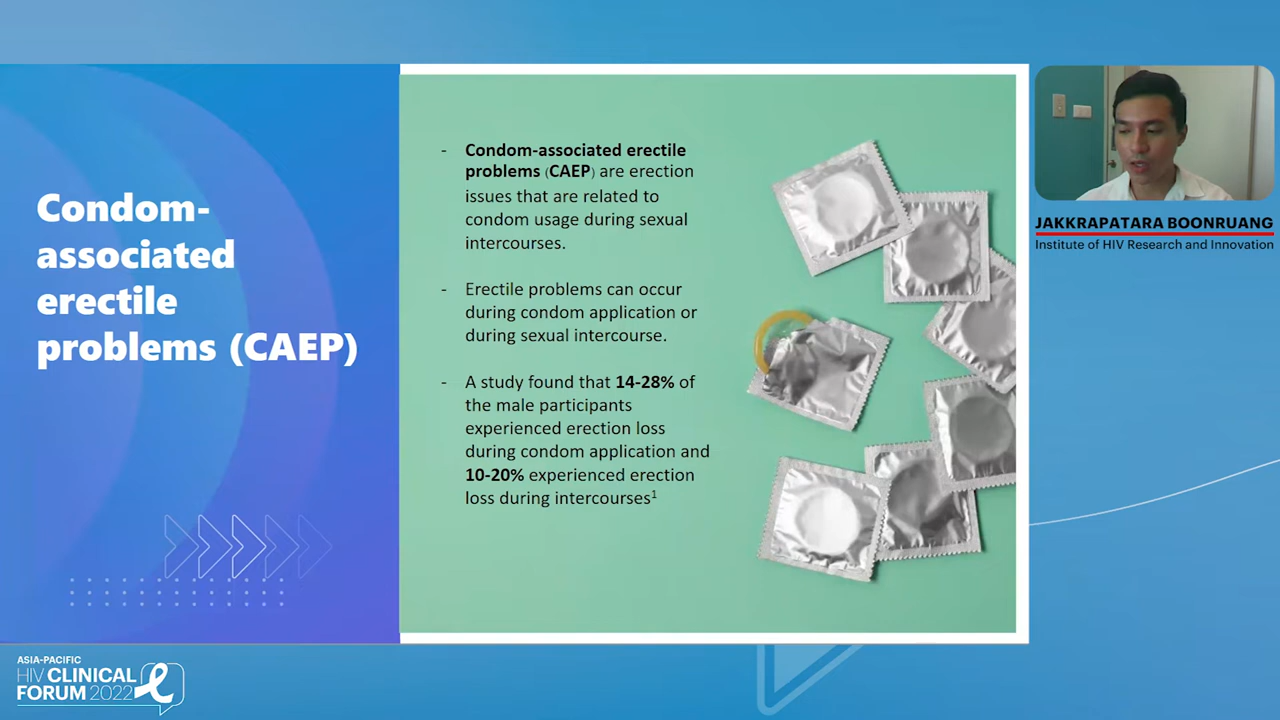 Condom-
associated
erectile
problems (CAEP)
- Condom-associated erectile
problems (CAEP) are erection
issues that are related to
condom usage during sexual
intercourses.
- Erectile problems can occur
during condom application or
during sexual intercourse.
- A study found that 14-28% of
the male participants
experienced erection loss
during condom application and
10-20% experienced erection
loss during intercourses¹
JAKKRAPATARA BOONRUANG
Institute of HIV Research and Innovation
ASIA-PACIFIC
HIV CLINICAL
FORUM 2022